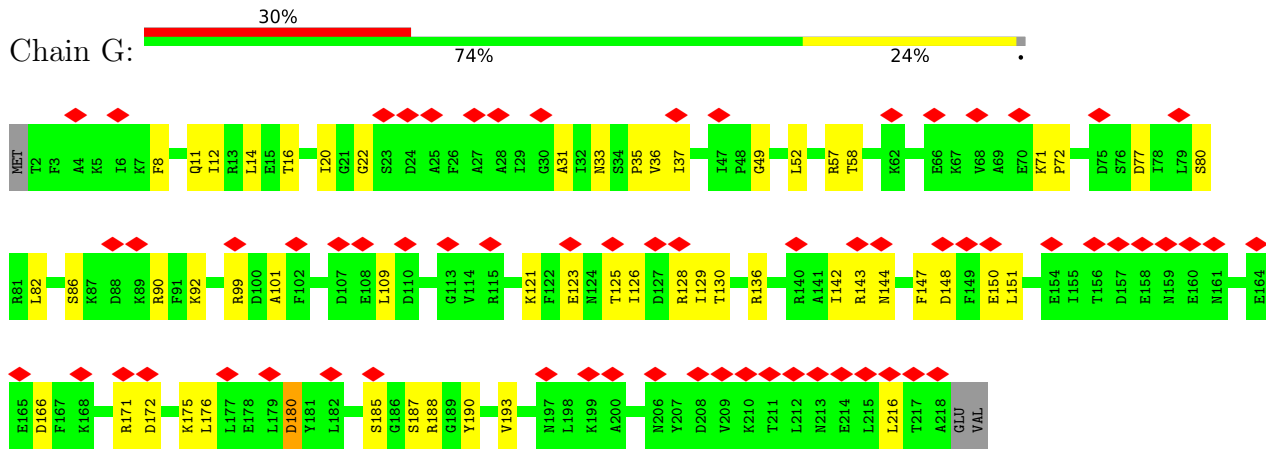 30%
Chain G:
74% 24% •
MET T2 F3 A4 K5 I6 K7 F8 Q11 I12 R13 L14 E15 T16 I20 G21 G22 S23 D24 A25 F26 A27 A28 I29 G30 A31 I32 N33 S34 P35 V36 I37 I47 P48 G49 L52 R57 T58 K62 E66 K67 V68 A69 E70 K71 P72 D75 S76 D77 I78 L79 S80
R81 L82 S86 K87 D88 K89 R90 F91 K92 R99 D100 A101 F102 D107 E108 L109 D110 G113 V114 R115 K121 F122 E123 N124 T125 I126 D127 R128 I129 T130 R136 R140 A141 I142 R143 N144 F147 D148 F149 E150 L151 E154 I155 T156 D157 E158 N159 E160 N161 E164
E165 D166 F167 K168 R171 D172 K175 L176 L177 E178 L179 D180 Y181 L182 S185 G186 S187 R188 G189 Y190 V193 N197 L198 K199 A200 N206 Y207 D208 V209 K210 T211 L212 N213 E214 L215 L216 T217 A218 GLU VAL